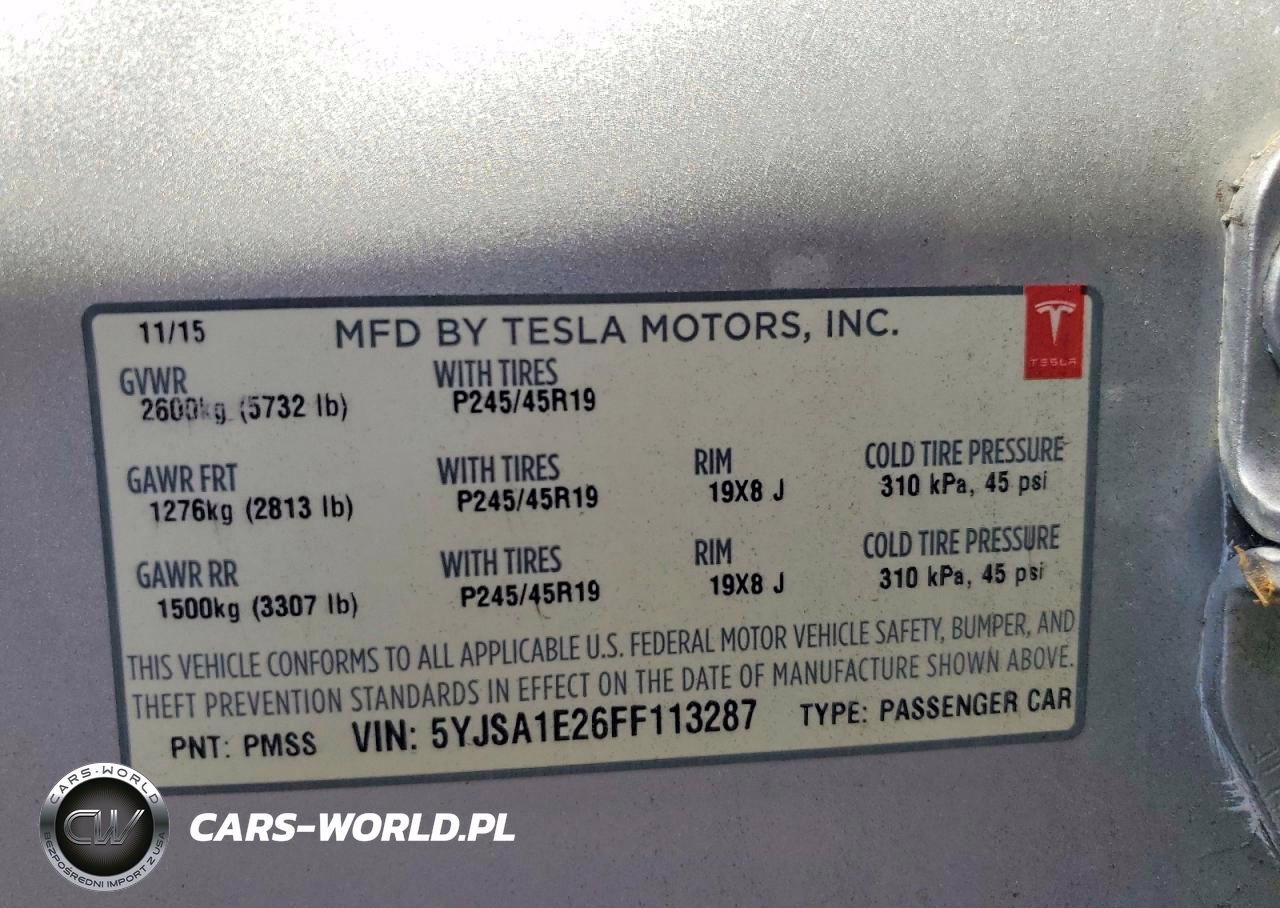 11/15 MFD BY TESLA MOTORS, INC.
TESLA
GVWR WITH TIRES
2600kg (5732 lb) P245/45R19
GAWR FRT WITH TIRES RIM COLD TIRE PRESSURE
1276kg (2813 lb) P245/45R19 19X8 J 310 kPa, 45 psi
GAWR RR WITH TIRES RIM COLD TIRE PRESSURE
1500kg (3307 lb) P245/45R19 19X8 J 310 kPa, 45 psi
THIS VEHICLE CONFORMS TO ALL APPLICABLE U.S. FEDERAL MOTOR VEHICLE SAFETY, BUMPER, AND
THEFT PREVENTION STANDARDS IN EFFECT ON THE DATE OF MANUFACTURE SHOWN ABOVE.
PNT: PMSS VIN: 5YJSA1E26FF113287 TYPE: PASSENGER CAR
CARS-WORLD
CW
BEZPOŚREDNI IMPORT Z USA
CARS-WORLD.PL